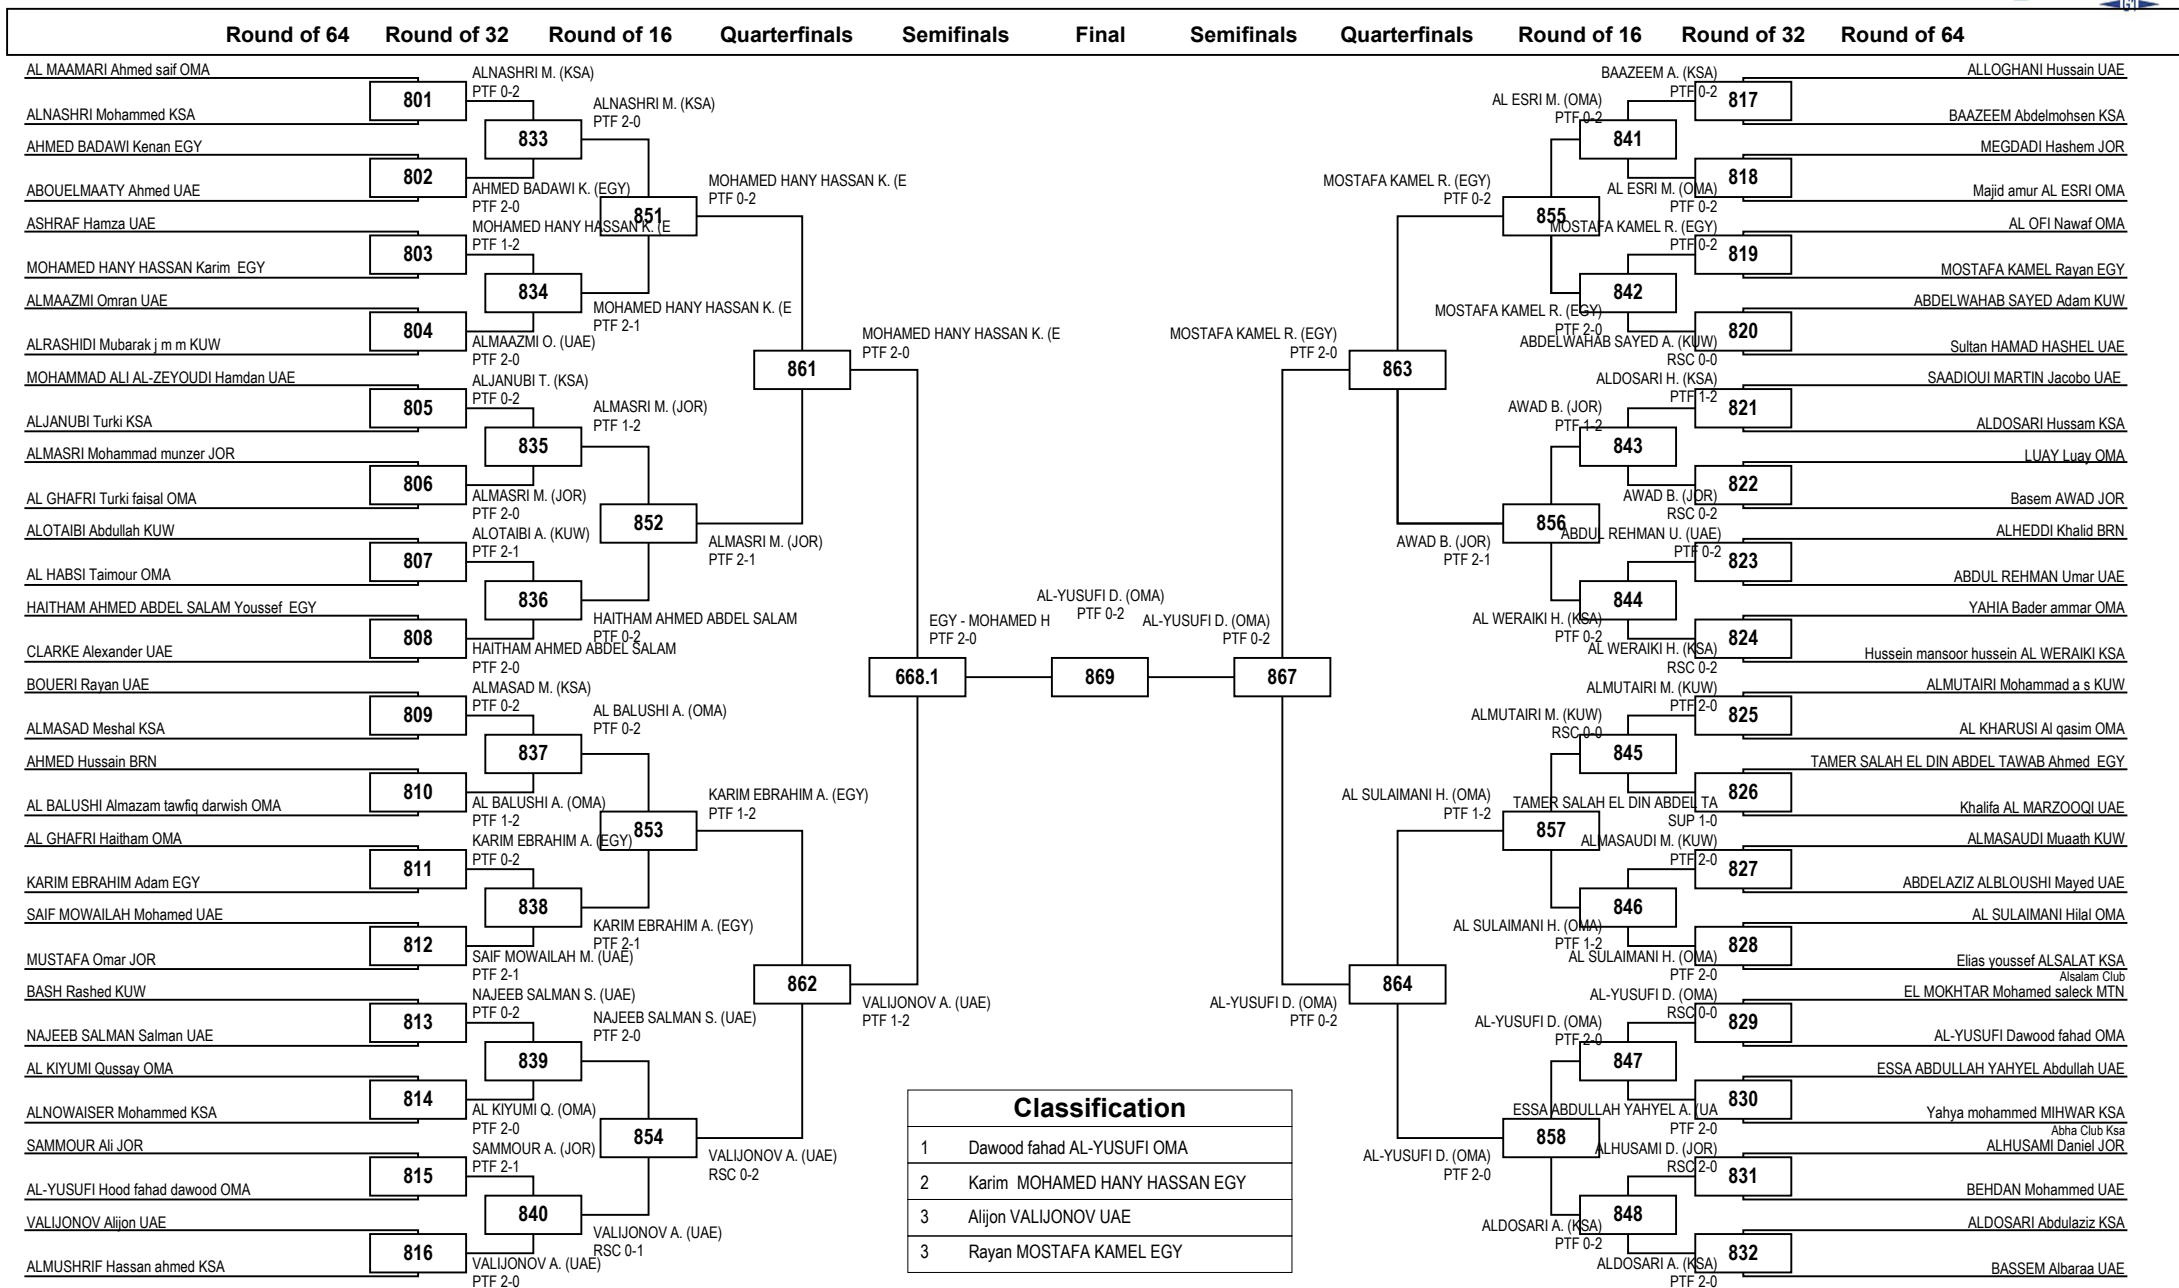 Round of 64 Round of 32 Round of 16 Quarterfinals Semifinals Final Semifinals Quarterfinals Round of 16 Round of 32 Round of 64
AL MAAMARI Ahmed saif OMA
801
ALNASHRI Mohammed KSA
AHMED BADAWI Kenan EGY
802
ABOUELMAATY Ahmed UAE
ASHRAF Hamza UAE
803
MOHAMED HANY HASSAN Karim EGY
ALMAAZMI Omran UAE
804
ALRASHIDI Mubarak j m m KUW
MOHAMMAD ALI AL-ZEYOUDI Hamdan UAE
805
ALJANUBI Turki KSA
ALMASRI Mohammad munzer JOR
806
AL GHAFRI Turki faisal OMA
ALOTAIBI Abdullah KUW
807
AL HABSI Taimour OMA
HAITHAM AHMED ABDEL SALAM Youssef EGY
808
CLARKE Alexander UAE
BOUERI Rayan UAE
809
ALMASAD Meshal KSA
AHMED Hussain BRN
810
AL BALUSHI Almazam tawfiq darwish OMA
AL GHAFRI Haitham OMA
811
KARIM EBRAHIM Adam EGY
SAIF MOWAILAH Mohamed UAE
812
MUSTAFA Omar JOR
BASH Rashed KUW
813
NAJEEB SALMAN Salman UAE
AL KIYUMI Qussay OMA
814
ALNOWAISER Mohammed KSA
SAMMOUR Ali JOR
815
AL-YUSUFI Hood fahad dawood OMA
VALIJONOV Alijon UAE
816
ALMUSHRIF Hassan ahmed KSA
ALNASHRI M. (KSA)
PTF 0-2
833
AHMED BADAWI K. (EGY)
PTF 2-0
MOHAMED HANY HASSAN K. (E
PTF 1-2
834
ALMAAZMI O. (UAE)
PTF 2-0
ALJANUBI T. (KSA)
PTF 0-2
835
ALMASRI M. (JOR)
PTF 2-0
ALOTAIBI A. (KUW)
PTF 2-1
836
HAITHAM AHMED ABDEL SALAM
PTF 2-0
ALMASAD M. (KSA)
PTF 0-2
837
AL BALUSHI A. (OMA)
PTF 1-2
KARIM EBRAHIM A. (EGY)
PTF 0-2
838
SAIF MOWAILAH M. (UAE)
PTF 2-1
NAJEEB SALMAN S. (UAE)
PTF 0-2
839
AL KIYUMI Q. (OMA)
PTF 2-0
SAMMOUR A. (JOR)
PTF 2-1
840
VALIJONOV A. (UAE)
PTF 2-0
ALNASHRI M. (KSA)
PTF 2-0
851
MOHAMED HANY HASSAN K. (E
PTF 2-1
ALMASRI M. (JOR)
PTF 1-2
852
HAITHAM AHMED ABDEL SALAM
PTF 0-2
AL BALUSHI A. (OMA)
PTF 0-2
853
KARIM EBRAHIM A. (EGY)
PTF 2-1
NAJEEB SALMAN S. (UAE)
PTF 2-0
854
VALIJONOV A. (UAE)
RSC 0-1
MOHAMED HANY HASSAN K. (E
PTF 0-2
861
ALMASRI M. (JOR)
PTF 2-1
KARIM EBRAHIM A. (EGY)
PTF 1-2
862
VALIJONOV A. (UAE)
RSC 0-2
MOHAMED HANY HASSAN K. (E
PTF 2-0
668.1
VALIJONOV A. (UAE)
PTF 1-2
EGY - MOHAMED H
PTF 2-0
AL-YUSUFI D. (OMA)
PTF 0-2
869
AL-YUSUFI D. (OMA)
PTF 0-2
MOSTAFA KAMEL R. (EGY)
PTF 2-0
867
AL-YUSUFI D. (OMA)
PTF 0-2
MOSTAFA KAMEL R. (EGY)
PTF 0-2
863
AWAD B. (JOR)
PTF 2-1
AL SULAIMANI H. (OMA)
PTF 1-2
864
AL-YUSUFI D. (OMA)
PTF 2-0
AL ESRI M. (OMA)
PTF 0-2
855
MOSTAFA KAMEL R. (EGY)
PTF 2-0
AWAD B. (JOR)
PTF 1-2
856
AL WERAIKI H. (KSA)
PTF 0-2
ALMUTAIRI M. (KUW)
RSC 0-0
857
AL SULAIMANI H. (OMA)
PTF 1-2
AL-YUSUFI D. (OMA)
PTF 2-0
858
ALDOSARI A. (KSA)
PTF 0-2
BAAZEEM A. (KSA)
PTF 0-2
841
AL ESRI M. (OMA)
PTF 0-2
MOSTAFA KAMEL R. (EGY)
PTF 0-2
842
ABDELWAHAB SAYED A. (KUW)
RSC 0-0
ALDOSARI H. (KSA)
PTF 1-2
843
AWAD B. (JOR)
RSC 0-2
ABDUL REHMAN U. (UAE)
PTF 0-2
844
AL WERAIKI H. (KSA)
RSC 0-2
ALMUTAIRI M. (KUW)
PTF 2-0
845
TAMER SALAH EL DIN ABDEL TA
SUP 1-0
ALMASAUDI M. (KUW)
PTF 2-0
846
AL SULAIMANI H. (OMA)
PTF 2-0
AL-YUSUFI D. (OMA)
RSC 0-0
847
ESSA ABDULLAH YAHYEL A. (UA
PTF 2-0
ALHUSAMI D. (JOR)
RSC 2-0
848
ALDOSARI A. (KSA)
PTF 2-0
ALLOGHANI Hussain UAE
817
BAAZEEM Abdelmohsen KSA
MEGDADI Hashem JOR
818
Majid amur AL ESRI OMA
AL OFI Nawaf OMA
819
MOSTAFA KAMEL Rayan EGY
ABDELWAHAB SAYED Adam KUW
820
Sultan HAMAD HASHEL UAE
SAADIOUI MARTIN Jacobo UAE
821
ALDOSARI Hussam KSA
LUAY Luay OMA
822
Basem AWAD JOR
ALHEDDI Khalid BRN
823
ABDUL REHMAN Umar UAE
YAHIA Bader ammar OMA
824
Hussein mansoor hussein AL WERAIKI KSA
ALMUTAIRI Mohammad a s KUW
825
AL KHARUSI Al qasim OMA
TAMER SALAH EL DIN ABDEL TAWAB Ahmed EGY
826
Khalifa AL MARZOOQI UAE
ALMASAUDI Muaath KUW
827
ABDELAZIZ ALBLOUSHI Mayed UAE
AL SULAIMANI Hilal OMA
828
Elias youssef ALSALAT KSA
Alsalam Club
EL MOKHTAR Mohamed saleck MTN
829
AL-YUSUFI Dawood fahad OMA
ESSA ABDULLAH YAHYEL Abdullah UAE
830
Yahya mohammed MIHWAR KSA
Abha Club Ksa
ALHUSAMI Daniel JOR
831
BEHDAN Mohammed UAE
ALDOSARI Abdulaziz KSA
832
BASSEM Albaraa UAE
Classification
1 Dawood fahad AL-YUSUFI OMA
2 Karim MOHAMED HANY HASSAN EGY
3 Alijon VALIJONOV UAE
3 Rayan MOSTAFA KAMEL EGY